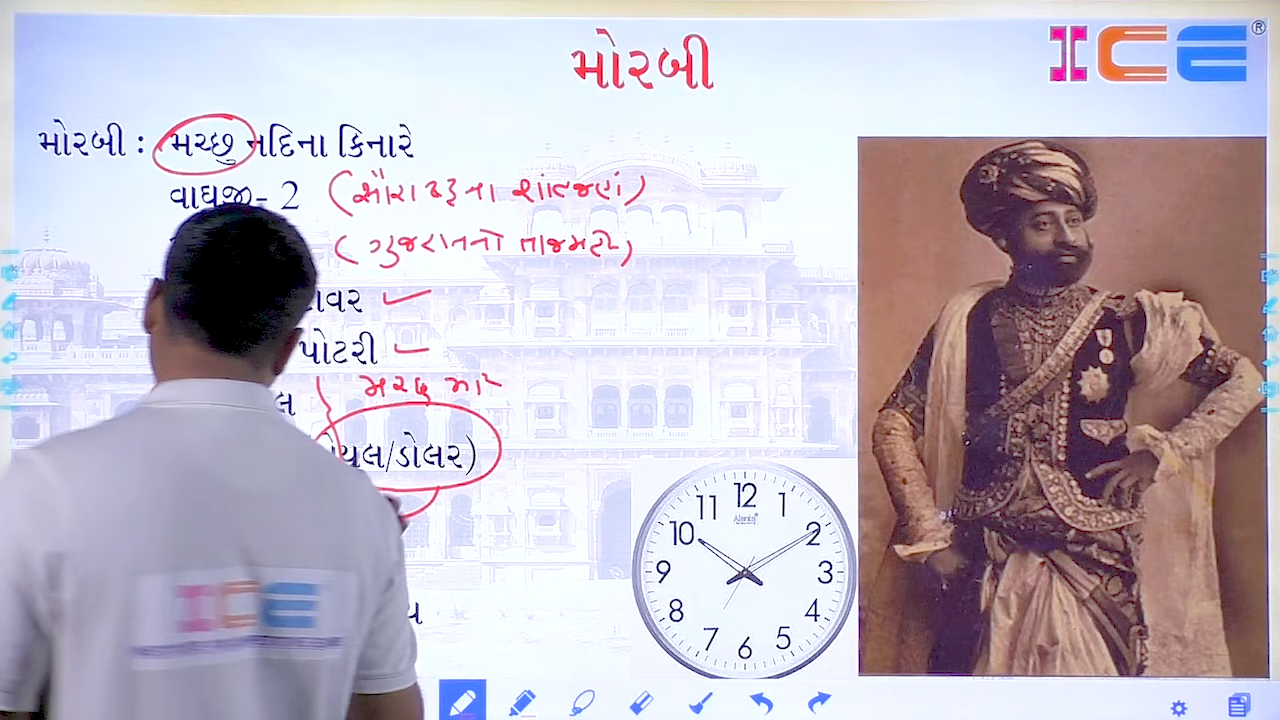 મોરબી
ICE®
મોરબી : મચ્છુ નદિના કિનારે
વાઘજી- 2 (સૌરાષ્ટ્રના શાહજહાં)
(ગુજરાતનો તાજમહેલ)
ાવર
પોટરી
લ
ોયલ/ડોલર)
12
11 1
10 2
9 3
8 4
7 5
6
ICE